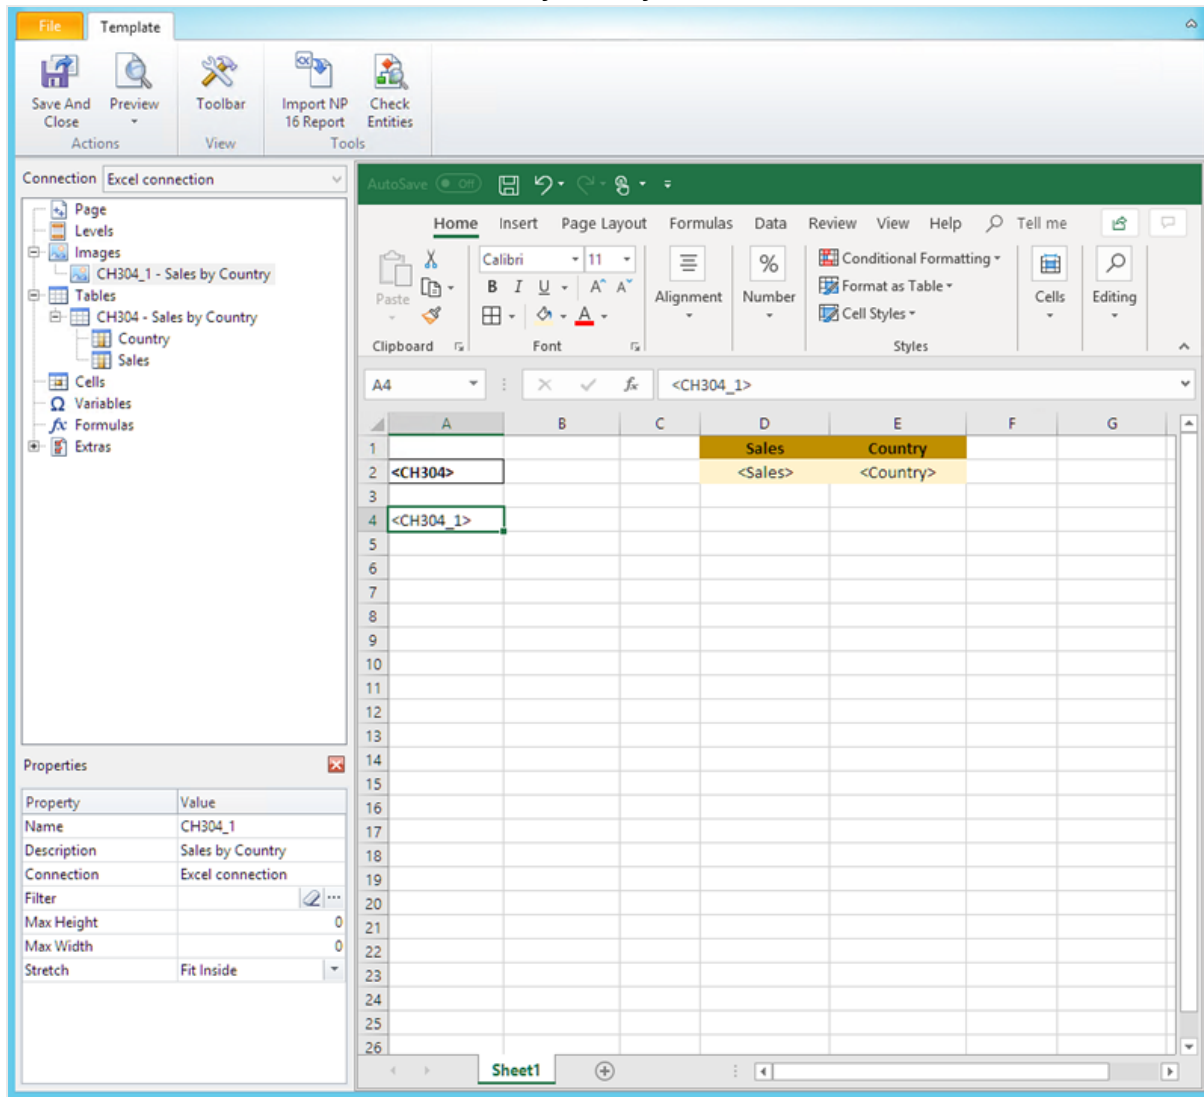 File Template
Save And Close Preview Toolbar Import NP 16 Report Check Entities
Actions View Tools
Connection Excel connection
Page
Levels
Images
CH304_1 - Sales by Country
Tables
CH304 - Sales by Country
Country
Sales
Cells
Variables
Formulas
Extras
Properties
Property Value
Name CH304_1
Description Sales by Country
Connection Excel connection
Filter
Max Height 0
Max Width 0
Stretch Fit Inside
AutoSave Off
Home Insert Page Layout Formulas Data Review View Help Tell me
Paste Calibri 11 Alignment % Number Conditional Formatting Cells Editing
B I U A A Format as Table
A Cell Styles
Clipboard Font Styles
A4 fx <CH304_1>
A B C D E F G
1 Sales Country
2 <CH304> <Sales> <Country>
3
4 <CH304_1>
5
6
7
8
9
10
11
12
13
14
15
16
17
18
19
20
21
22
23
24
25
26
Sheet1